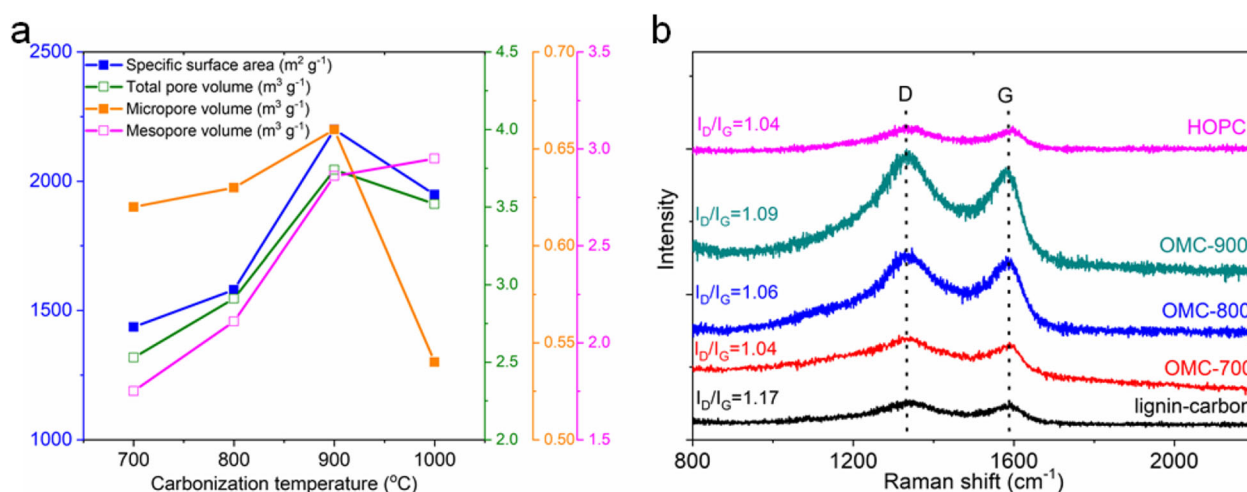 a
2500
2000
1500
1000
Specific surface area (m² g⁻¹)
Total pore volume (m³ g⁻¹)
Micropore volume (m³ g⁻¹)
Mesopore volume (m³ g⁻¹)
700 800 900 1000
Carbonization temperature (°C)
4.5
4.0
3.5
3.0
2.5
2.0
0.70
0.65
0.60
0.55
0.50
3.5
3.0
2.5
2.0
1.5
b
Intensity
D G
I_D/I_G=1.04 HOPC
I_D/I_G=1.09 OMC-900
I_D/I_G=1.06 OMC-800
I_D/I_G=1.04 OMC-700
I_D/I_G=1.17 lignin-carbon
800 1200 1600 2000
Raman shift (cm⁻¹)